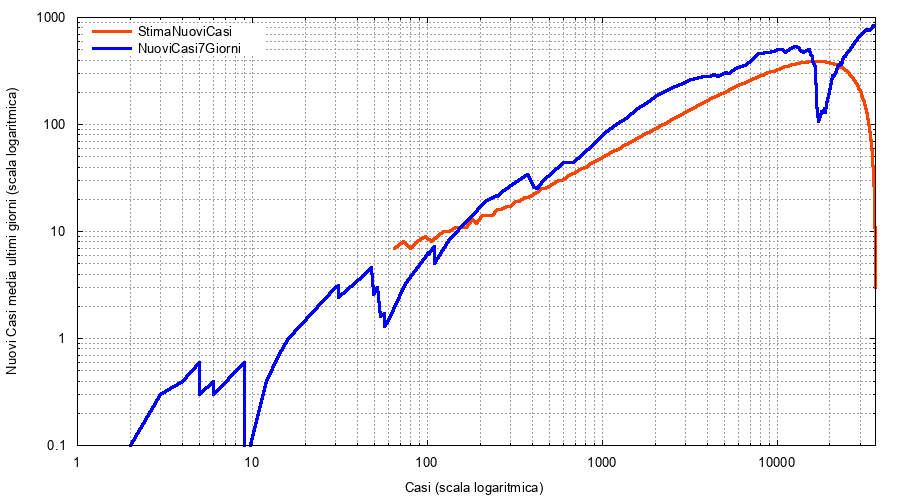 1000
100
10
1
0.1
StimaNuoviCasi
NuoviCasi7Giorni
Nuovi Casi media ultimi giorni (scala logaritmica)
1 10 100 1000 10000
Casi (scala logaritmica)